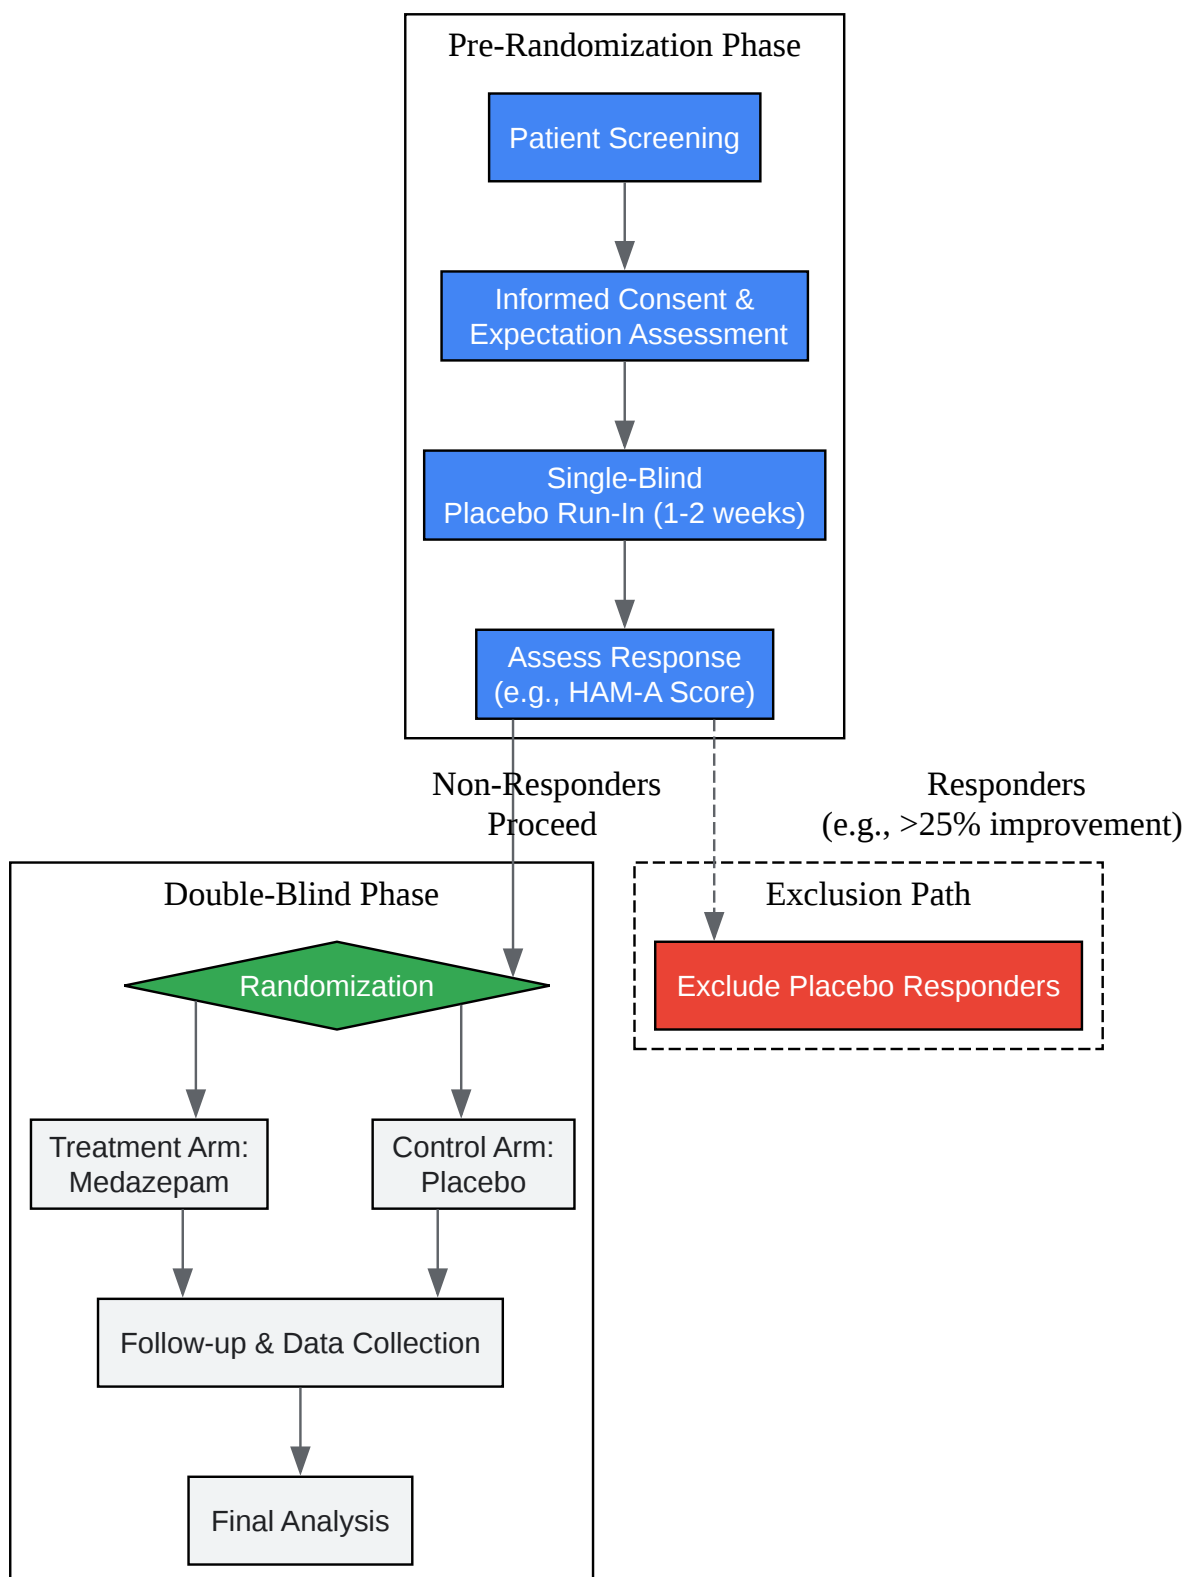 Pre-Randomization Phase
Patient Screening
Informed Consent &
Expectation Assessment
Single-Blind
Placebo Run-In (1-2 weeks)
Assess Response
(e.g., HAM-A Score)
Non-Responders
Proceed
Responders
(e.g., >25% improvement)
Double-Blind Phase
Exclusion Path
Randomization
Exclude Placebo Responders
Treatment Arm:
Medazepam
Control Arm:
Placebo
Follow-up & Data Collection
Final Analysis